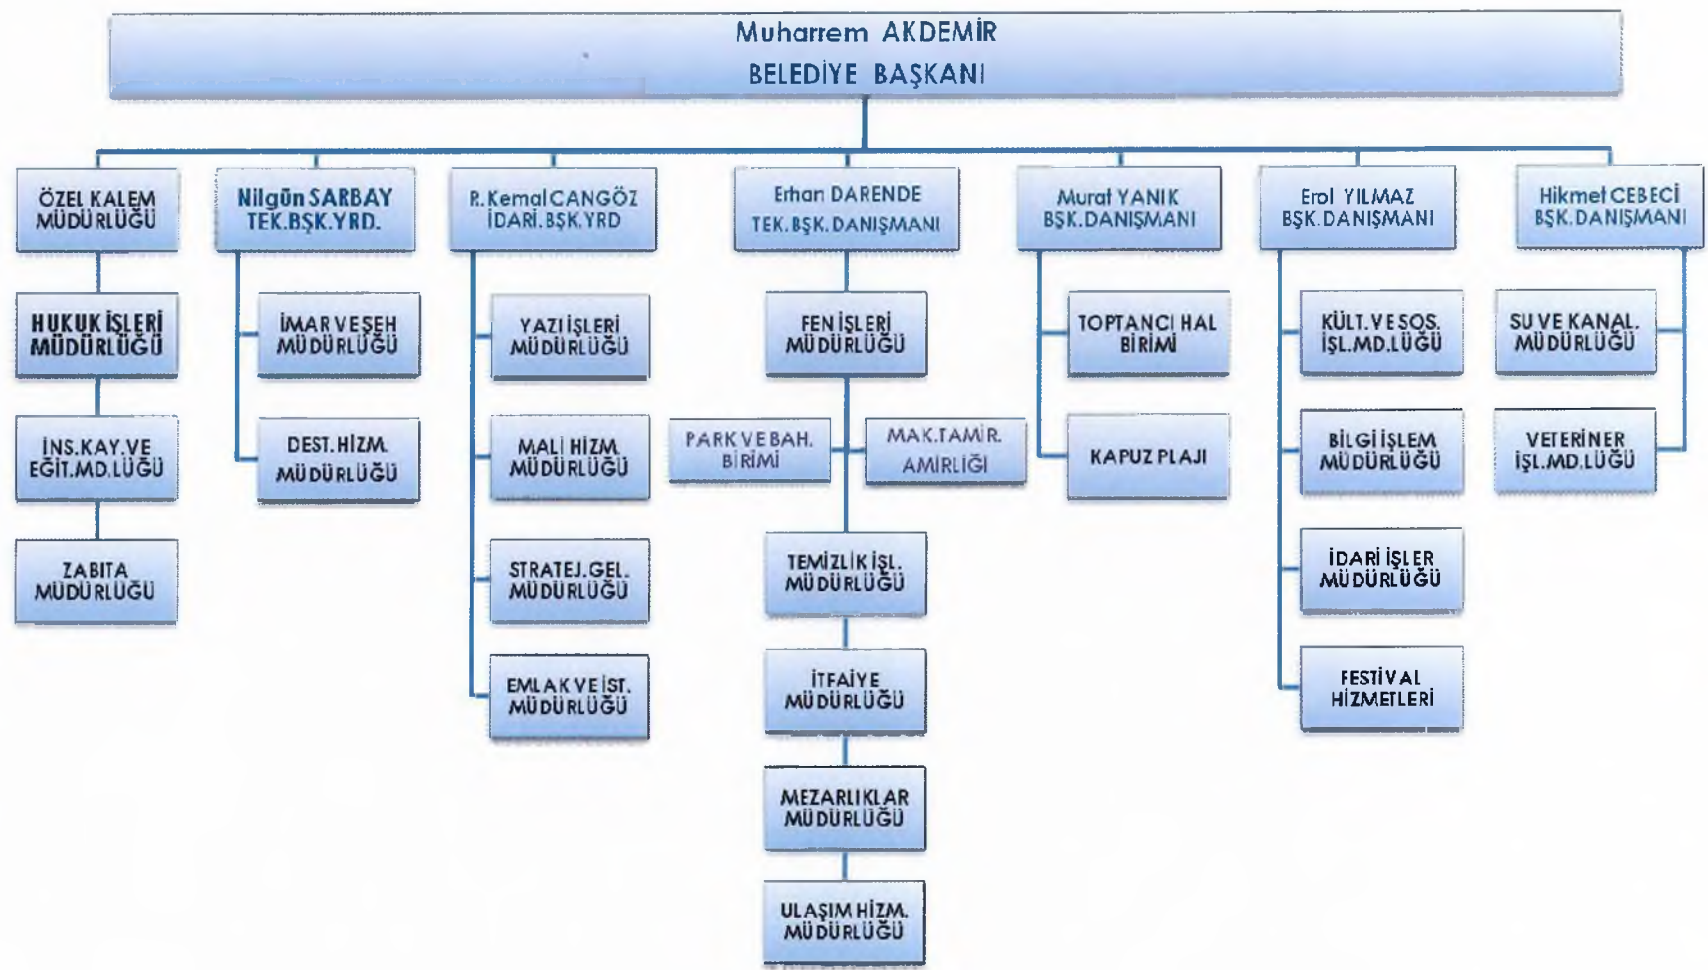 Muharrem AKDEMİR
BELEDİYE BAŞKANI
ÖZEL KALEM
MÜDÜRLÜĞÜ
Nilgün SARBAY
TEK.BŞK.YRD.
R.Kemal CANGÖZ
İDARİ.BŞK.YRD
Erhan DARENDE
TEK.BŞK.DANIŞMANI
Murat YANIK
BŞK.DANIŞMANI
Erol YILMAZ
BŞK.DANIŞMANI
Hikmet CEBECİ
BŞK.DANIŞMANI
HUKUK İŞLERİ
MÜDÜRLÜĞÜ
İMAR VE ŞEH
MÜDÜRLÜĞÜ
YAZI İŞLERİ
MÜDÜRLÜĞÜ
FEN İŞLERİ
MÜDÜRLÜĞÜ
TOPTANCI HAL
BİRİMİ
KÜLT.VE SOS.
İŞL.MD.LÜĞÜ
SU VE KANAL.
MÜDÜRLÜĞÜ
İNS.KAY.VE
EĞİT.MD.LÜĞÜ
DEST.HİZM.
MÜDÜRLÜĞÜ
MALİ HİZM.
MÜDÜRLÜĞÜ
PARK VE BAH.
BİRİMİ
MAK.TAMİR.
AMİRLİĞİ
KAPUZ PLAJI
BİLGİ İŞLEM
MÜDÜRLÜĞÜ
VETERİNER
İŞL.MD.LÜĞÜ
ZABITA
MÜDÜRLÜĞÜ
STRATEJ.GEL.
MÜDÜRLÜĞÜ
TEMİZLİK İŞL.
MÜDÜRLÜĞÜ
İDARİ İŞLER
MÜDÜRLÜĞÜ
EMLAK VE İST.
MÜDÜRLÜĞÜ
İTFAİYE
MÜDÜRLÜĞÜ
FESTİVAL
HİZMETLERİ
MEZARLIKLAR
MÜDÜRLÜĞÜ
ULAŞIM HİZM.
MÜDÜRLÜĞÜ